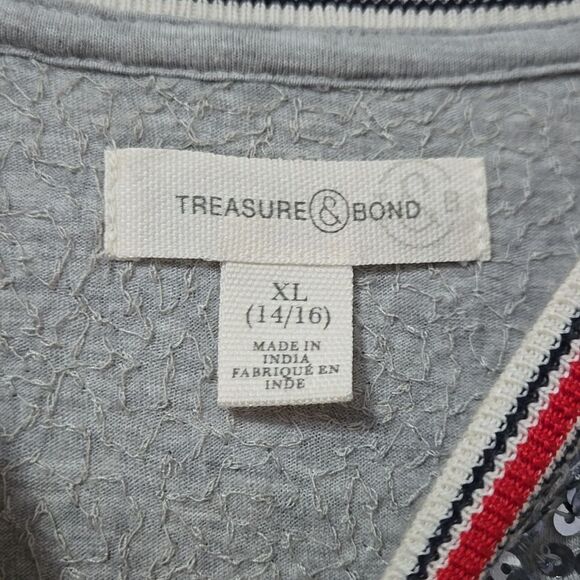 TREASURE & BOND
& B
XL
(14/16)
MADE IN
INDIA
FABRIQUÉ EN
INDE